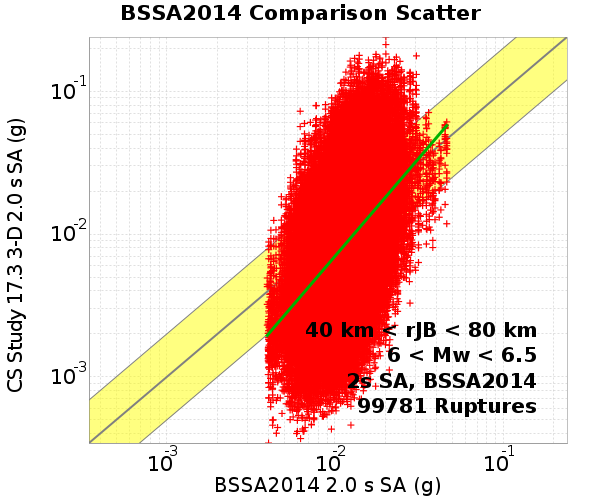 BSSA2014 Comparison Scatter
CS Study 17.3 3-D 2.0 s SA (g)
10-1
10-2
10-3
40 km < rJB < 80 km
6 < Mw < 6.5
2s SA, BSSA2014
99781 Ruptures
10-3 10-2 10-1
BSSA2014 2.0 s SA (g)